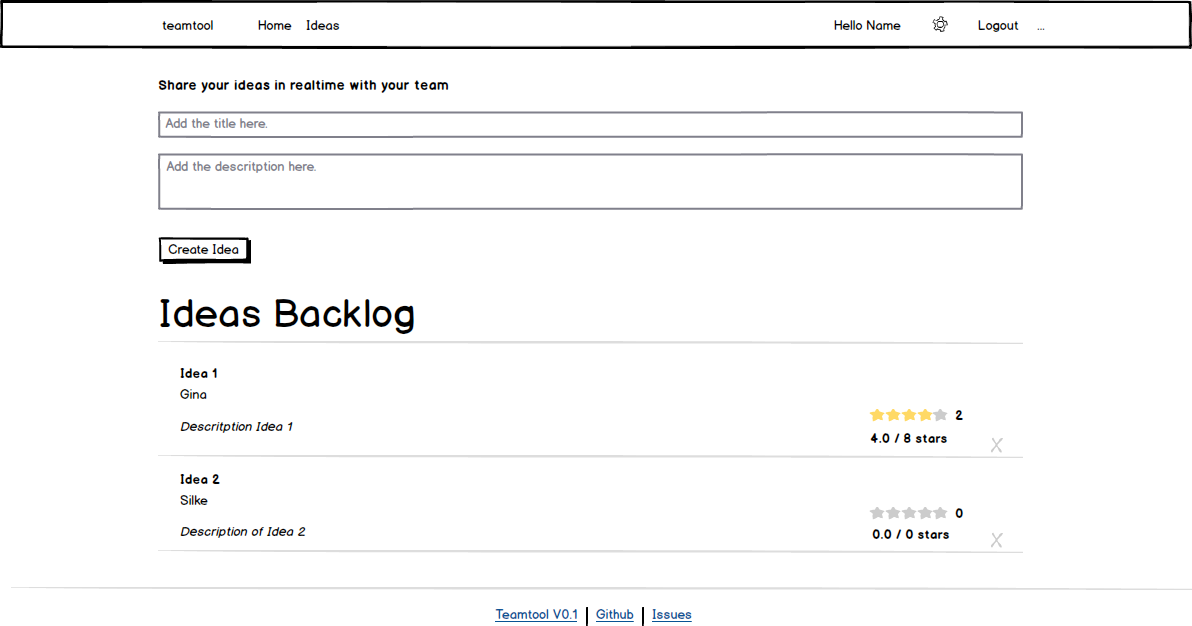 teamtool Home Ideas Hello Name Logout ...
Share your ideas in realtime with your team
Add the title here.
Add the descritption here.
Create Idea
Ideas Backlog
Idea 1
Gina
Descritption Idea 1
2
4.0 / 8 stars
X
Idea 2
Silke
Description of Idea 2
0
0.0 / 0 stars
X
Teamtool V0.1 | Github | Issues